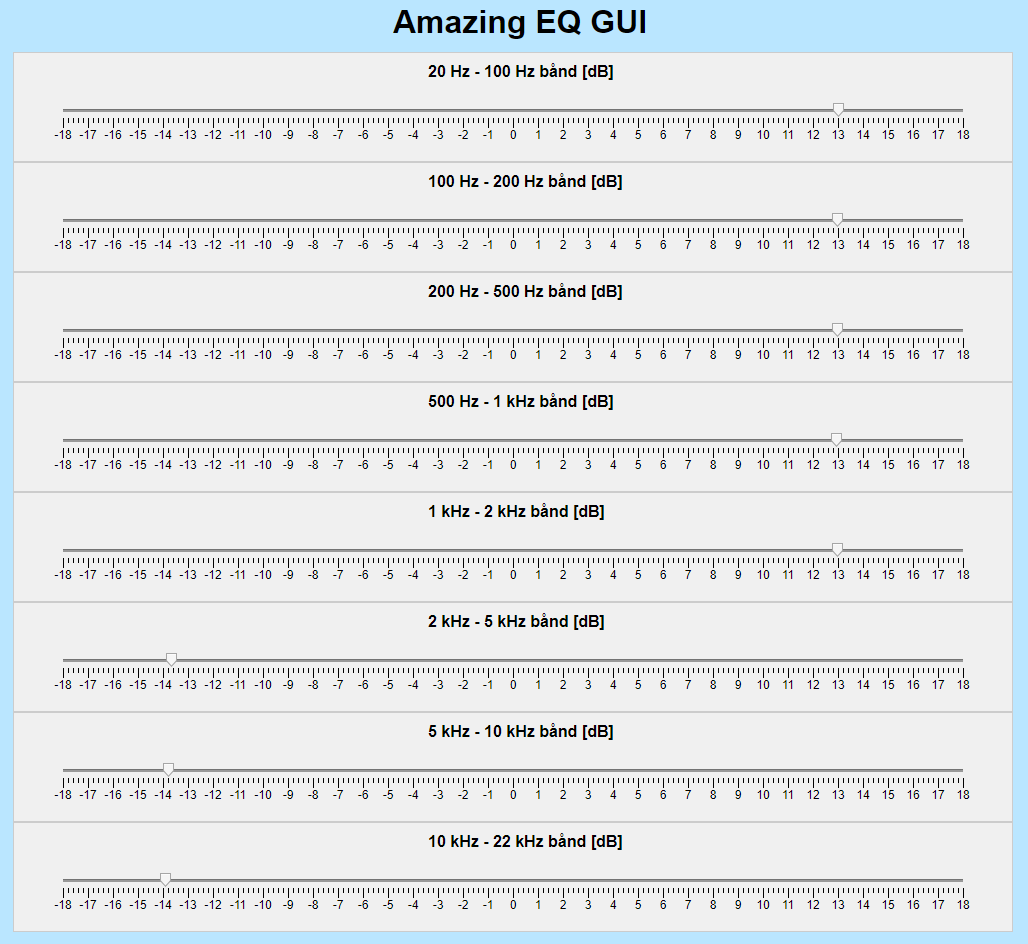 Amazing EQ GUI
20 Hz - 100 Hz bånd [dB]
-18 -17 -16 -15 -14 -13 -12 -11 -10 -9 -8 -7 -6 -5 -4 -3 -2 -1 0 1 2 3 4 5 6 7 8 9 10 11 12 13 14 15 16 17 18
100 Hz - 200 Hz bånd [dB]
-18 -17 -16 -15 -14 -13 -12 -11 -10 -9 -8 -7 -6 -5 -4 -3 -2 -1 0 1 2 3 4 5 6 7 8 9 10 11 12 13 14 15 16 17 18
200 Hz - 500 Hz bånd [dB]
-18 -17 -16 -15 -14 -13 -12 -11 -10 -9 -8 -7 -6 -5 -4 -3 -2 -1 0 1 2 3 4 5 6 7 8 9 10 11 12 13 14 15 16 17 18
500 Hz - 1 kHz bånd [dB]
-18 -17 -16 -15 -14 -13 -12 -11 -10 -9 -8 -7 -6 -5 -4 -3 -2 -1 0 1 2 3 4 5 6 7 8 9 10 11 12 13 14 15 16 17 18
1 kHz - 2 kHz bånd [dB]
-18 -17 -16 -15 -14 -13 -12 -11 -10 -9 -8 -7 -6 -5 -4 -3 -2 -1 0 1 2 3 4 5 6 7 8 9 10 11 12 13 14 15 16 17 18
2 kHz - 5 kHz bånd [dB]
-18 -17 -16 -15 -14 -13 -12 -11 -10 -9 -8 -7 -6 -5 -4 -3 -2 -1 0 1 2 3 4 5 6 7 8 9 10 11 12 13 14 15 16 17 18
5 kHz - 10 kHz bånd [dB]
-18 -17 -16 -15 -14 -13 -12 -11 -10 -9 -8 -7 -6 -5 -4 -3 -2 -1 0 1 2 3 4 5 6 7 8 9 10 11 12 13 14 15 16 17 18
10 kHz - 22 kHz bånd [dB]
-18 -17 -16 -15 -14 -13 -12 -11 -10 -9 -8 -7 -6 -5 -4 -3 -2 -1 0 1 2 3 4 5 6 7 8 9 10 11 12 13 14 15 16 17 18